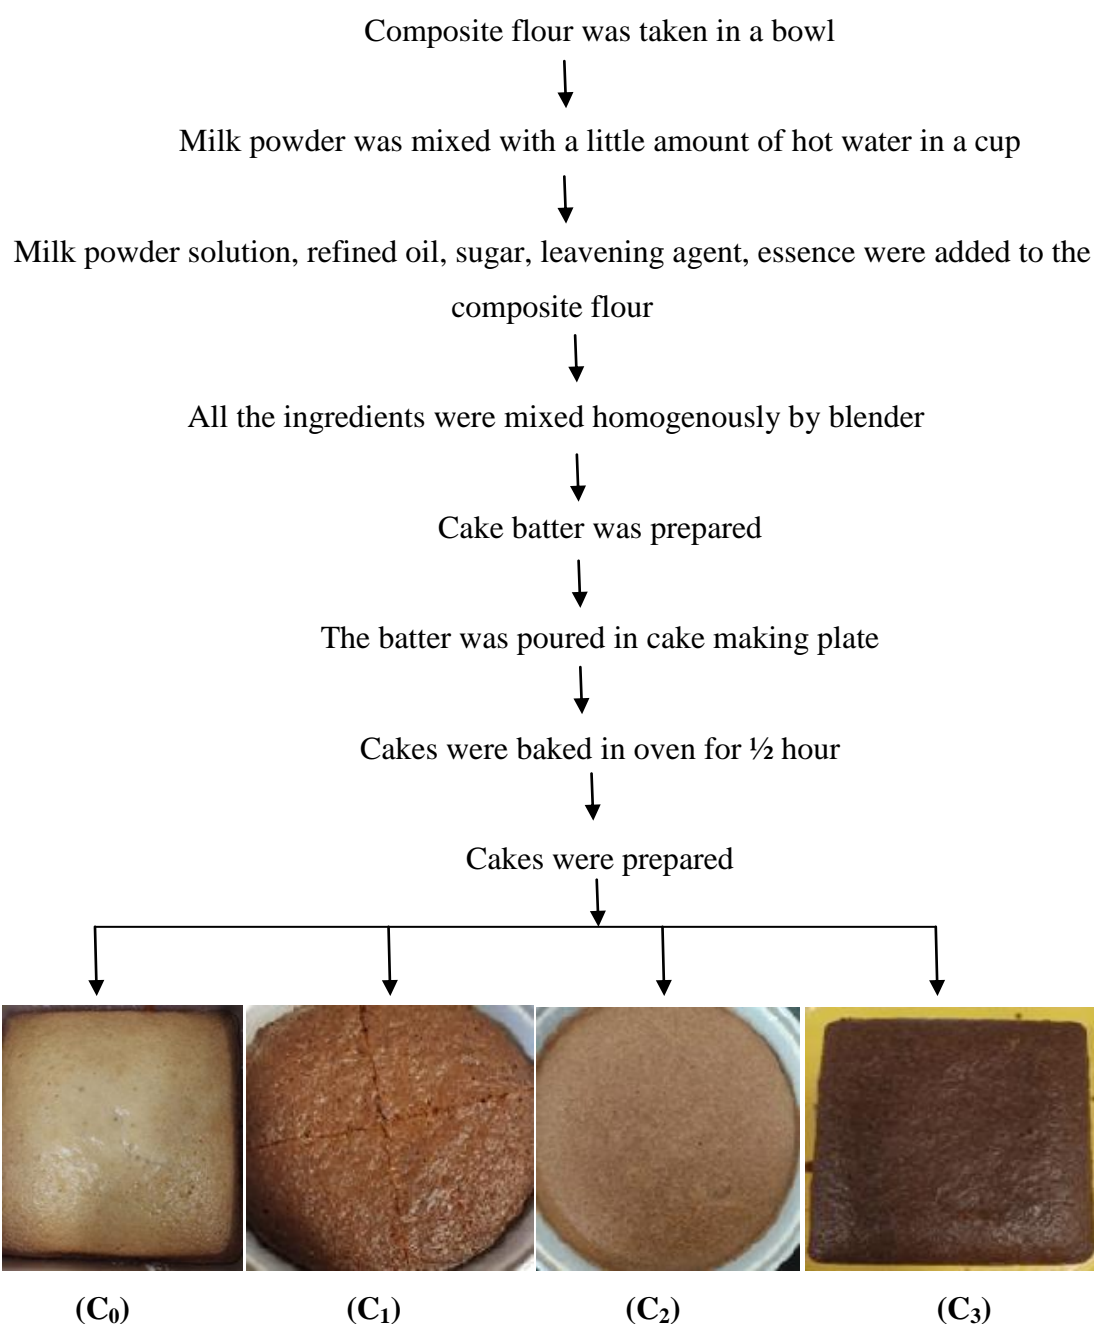 Composite flour was taken in a bowl
Milk powder was mixed with a little amount of hot water in a cup
Milk powder solution, refined oil, sugar, leavening agent, essence were added to the
composite flour
All the ingredients were mixed homogenously by blender
Cake batter was prepared
The batter was poured in cake making plate
Cakes were baked in oven for ½ hour
Cakes were prepared
(C₀) (C₁) (C₂) (C₃)